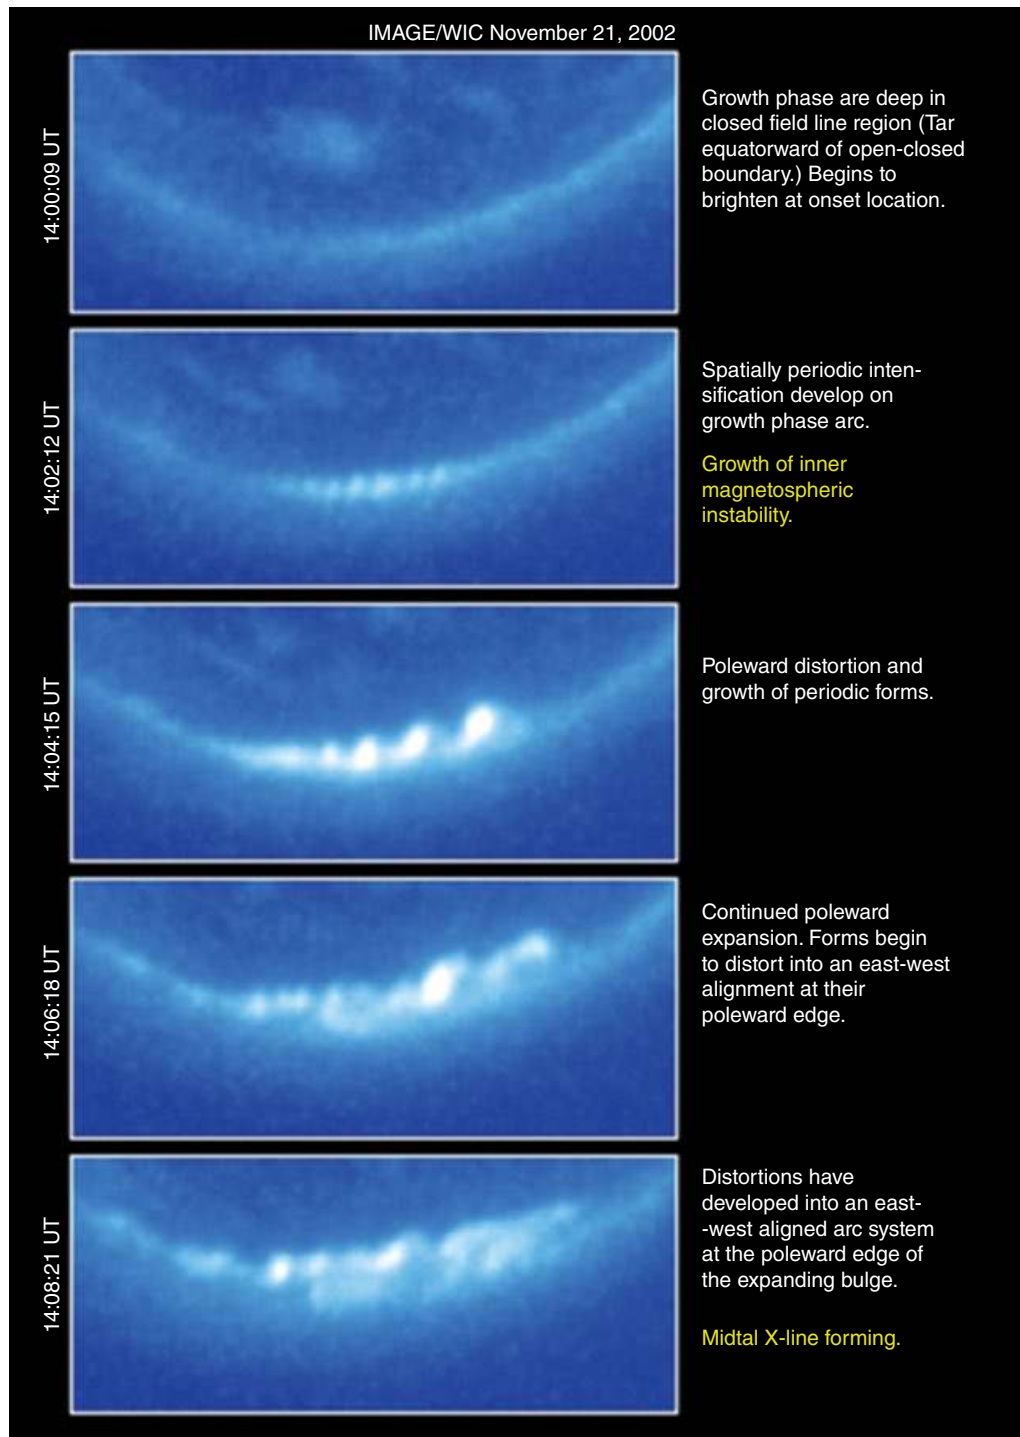 IMAGE/WIC November 21, 2002
14:00:09 UT
Growth phase are deep in
closed field line region (Tar
equatorward of open-closed
boundary.) Begins to
brighten at onset location.
14:02:12 UT
Spatially periodic inten-
sification develop on
growth phase arc.
Growth of inner
magnetospheric
instability.
14:04:15 UT
Poleward distortion and
growth of periodic forms.
14:06:18 UT
Continued poleward
expansion. Forms begin
to distort into an east-west
alignment at their
poleward edge.
14:08:21 UT
Distortions have
developed into an east-
-west aligned arc system
at the poleward edge of
the expanding bulge.
Midtal X-line forming.